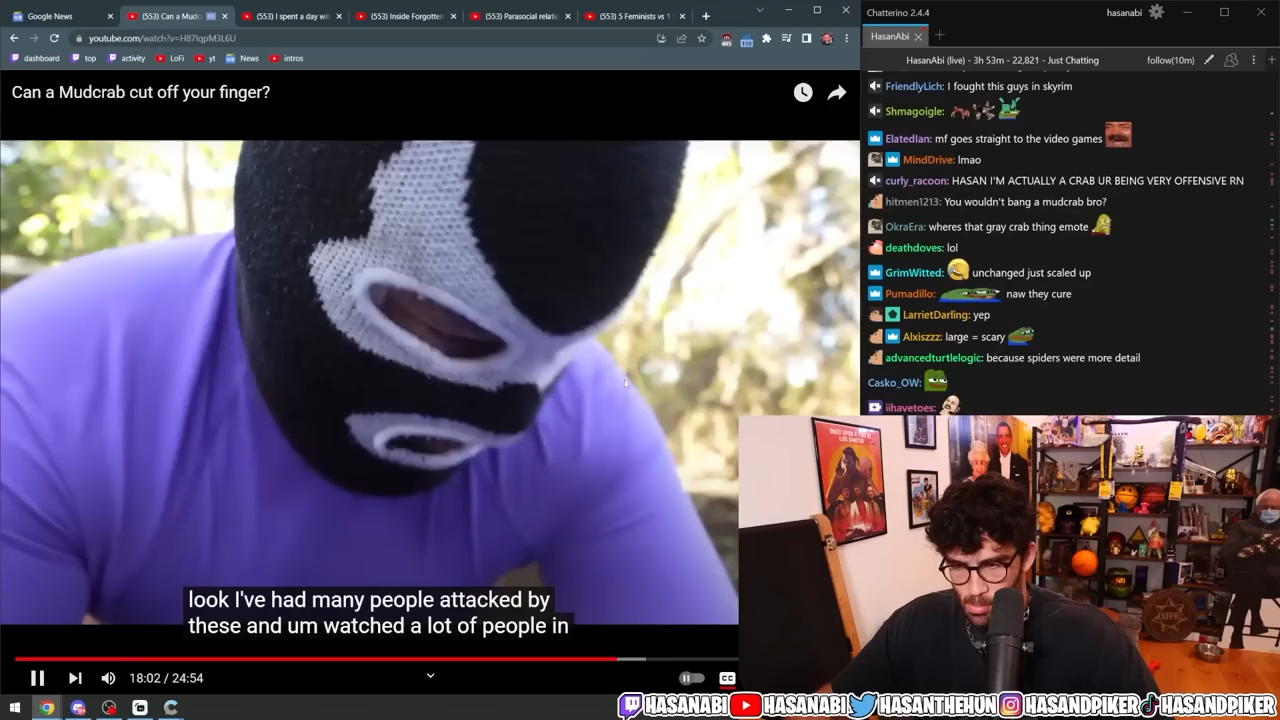 Google News
(553) Can a Mudc
(553) I spent a day wi
(553) Inside Forgotten
(553) Parasocial relati
(553) 5 Feminists vs 1
youtube.com/watch?v=H87IqpM3L6U
405
113
dashboard
top
activity
LoFi
yt
News
intros
Can a Mudcrab cut off your finger?
look I've had many people attacked by
these and um watched a lot of people in
18:02 / 24:54
CC
Chatterino 2.4.4
hasanabi
HasanAbi
HasanAbi (live) - 3h 53m - 22,821 - Just Chatting
follow(10m)
FriendlyLich: I fought this guys in skyrim
Shmagoigle:
ElatedIan: mf goes straight to the video games
MindDrive: lmao
curly_racoon: HASAN I'M ACTUALLY A CRAB UR BEING VERY OFFENSIVE RN
hitmen1213: You wouldn't bang a mudcrab bro?
OkraEra: wheres that gray crab thing emote
deathdoves: lol
GrimWitted: unchanged just scaled up
Pumadillo: naw they cure
LarrietDarling: yep
Alxiszzz: large = scary
advancedturtlelogic: because spiders were more detail
Casko_OW:
iihavetoes:
HASANABI
HASANABI
HASANTHEHUN
HASANDPIKER
HASANDPIKER